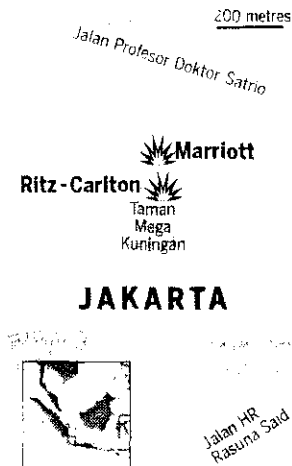 200 metres
Jalan Profesor Doktor Satrio
Marriott
Ritz-Carlton
Taman
Mega
Kuningan
JAKARTA
Jalan HR
Rasuna Said